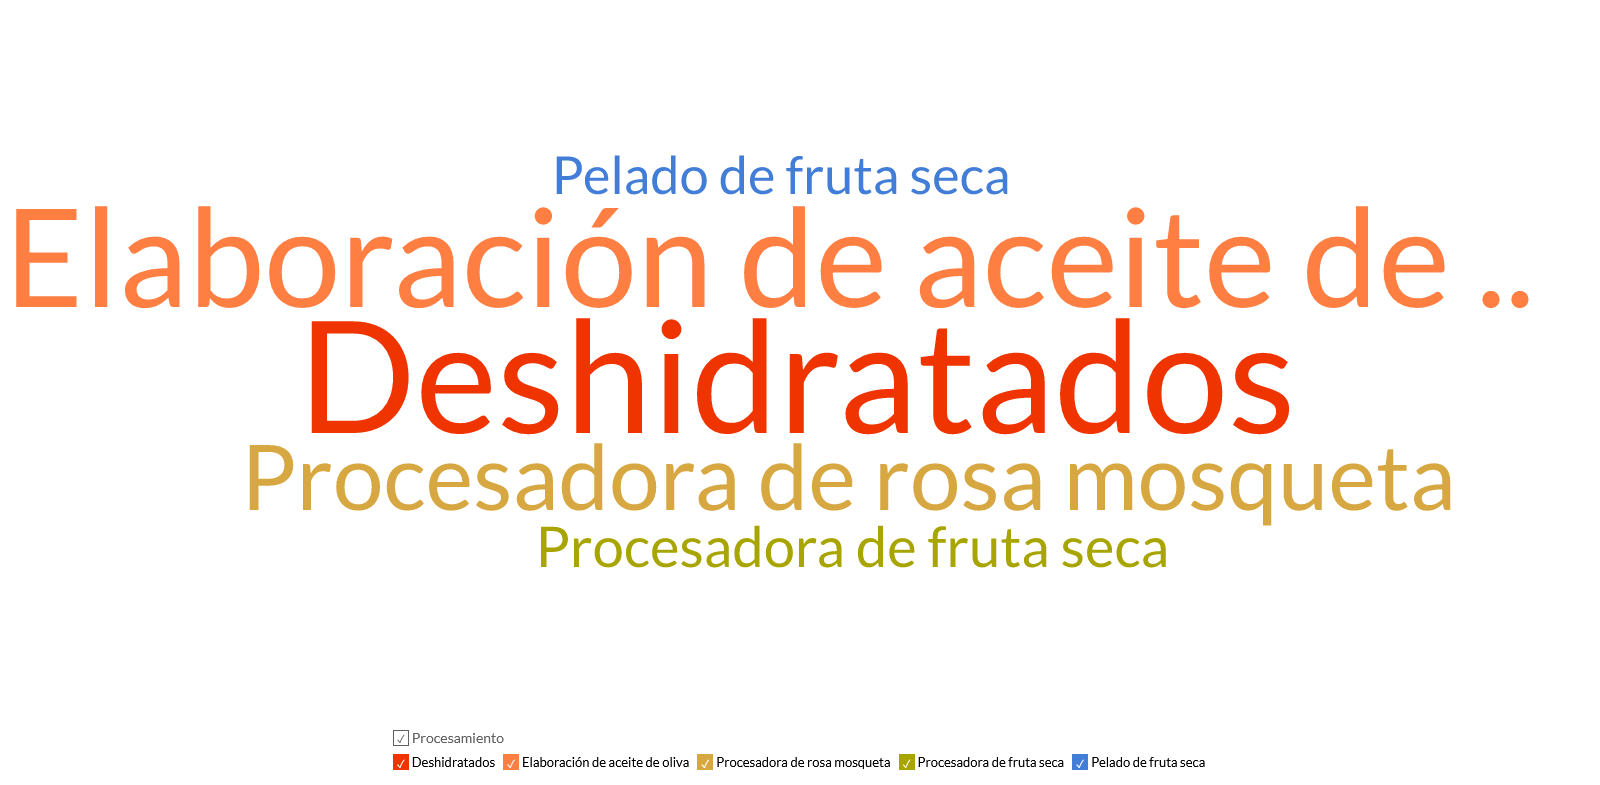 Pelado de fruta seca
Elaboración de aceite de ..
Deshidratados
Procesadora de rosa mosqueta
Procesadora de fruta seca
Procesamiento
Deshidratados Elaboración de aceite de oliva Procesadora de rosa mosqueta Procesadora de fruta seca Pelado de fruta seca